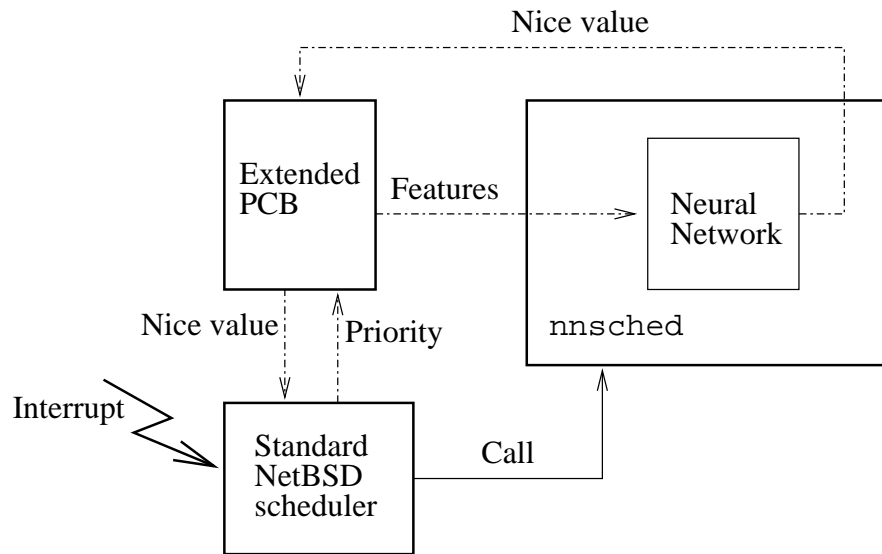 Nice value
Extended
PCB
Features
Neural
Network
Nice value
Priority
nnsched
Interrupt
Standard
NetBSD
scheduler
Call